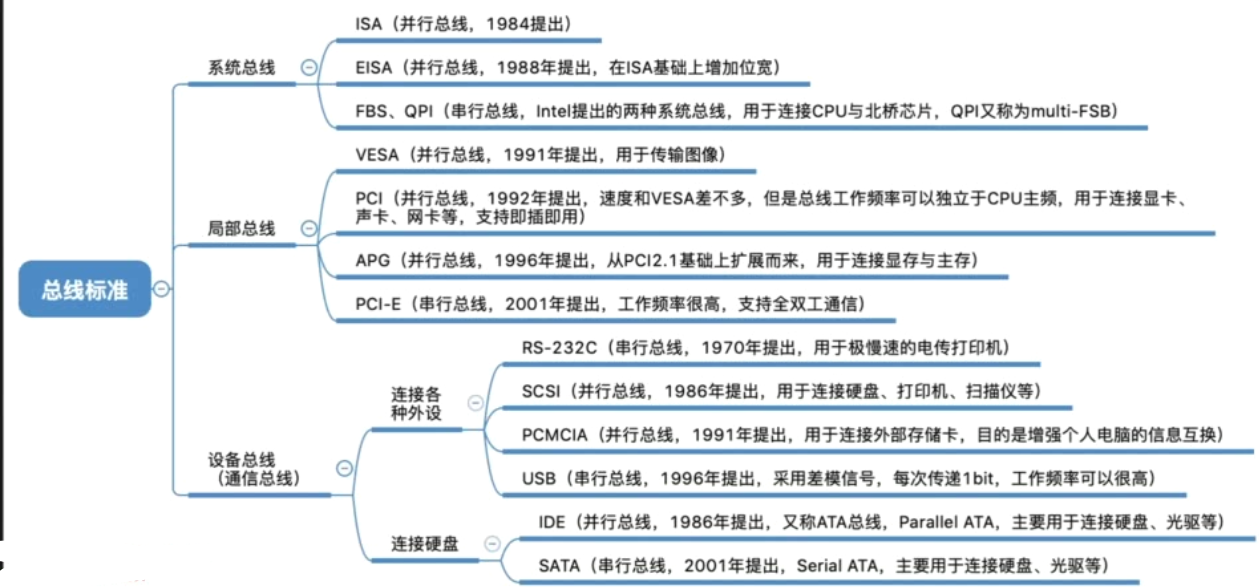 总线标准
系统总线
ISA（并行总线，1984提出）
EISA（并行总线，1988年提出，在ISA基础上增加位宽）
FBS、QPI（串行总线，Intel提出的两种系统总线，用于连接CPU与北桥芯片，QPI又称为multi-FSB）
局部总线
VESA（并行总线，1991年提出，用于传输图像）
PCI（并行总线，1992年提出，速度和VESA差不多，但是总线工作频率可以独立于CPU主频，用于连接显卡、
声卡、网卡等，支持即插即用）
APG（并行总线，1996年提出，从PCI2.1基础上扩展而来，用于连接显存与主存）
PCI-E（串行总线，2001年提出，工作频率很高，支持全双工通信）
设备总线
（通信总线）
连接各
种外设
RS-232C（串行总线，1970年提出，用于极慢速的电传打印机）
SCSI（并行总线，1986年提出，用于连接硬盘、打印机、扫描仪等）
PCMCIA（并行总线，1991年提出，用于连接外部存储卡，目的是增强个人电脑的信息互换）
USB（串行总线，1996年提出，采用差模信号，每次传递1bit，工作频率可以很高）
连接硬盘
IDE（并行总线，1986年提出，又称ATA总线，Parallel ATA，主要用于连接硬盘、光驱等）
SATA（串行总线，2001年提出，Serial ATA，主要用于连接硬盘、光驱等）